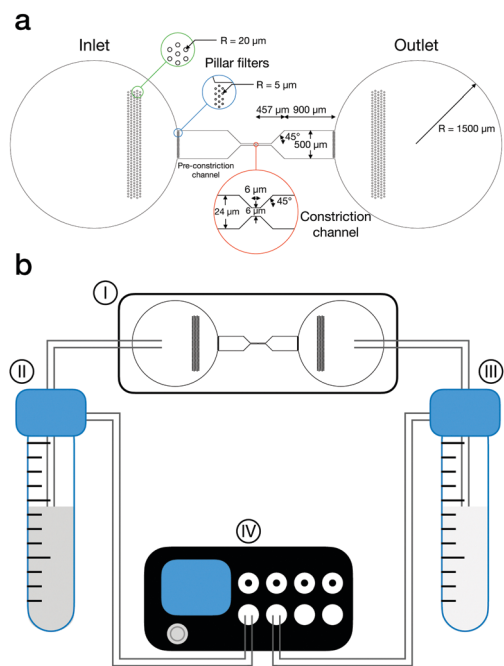 a
Inlet
R = 20 µm
Pillar filters
R = 5 µm
Outlet
457 µm
900 µm
45°
500 µm
R = 1500 µm
Pre-constriction
channel
6 µm
24 µm
45°
6 µm
Constriction
channel
b
I
II
III
IV